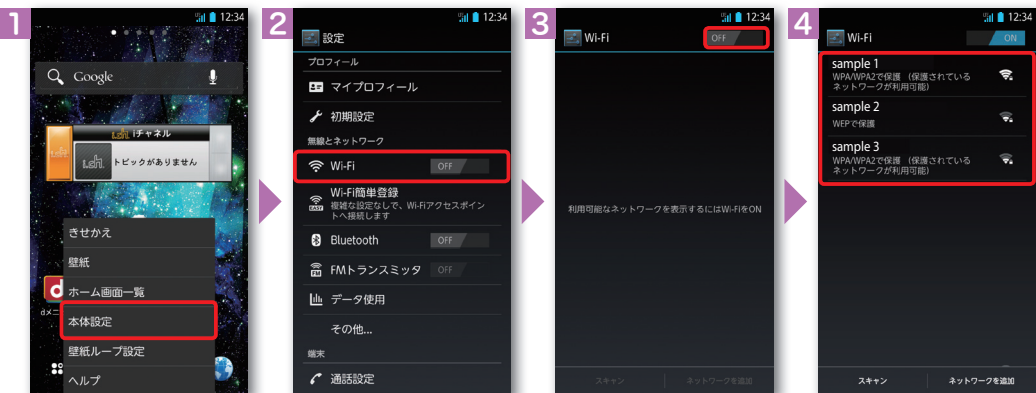 1
12:34
Google
i.ch. iチャネル
i.ch.
i.ch.
トピックがありません
きせかえ
壁紙
ホーム画面一覧
本体設定
壁紙ループ設定
ヘルプ
d
dメニ
2
12:34
設定
プロフィール
マイプロフィール
初期設定
無線とネットワーク
Wi-Fi OFF
Wi-Fi簡単登録
複雑な設定なしで、Wi-Fiアクセスポイン
トへ接続します
EASY
Bluetooth OFF
FMトランスミッタ OFF
FM
データ使用
その他...
端末
通話設定
3
12:34
Wi-Fi OFF
利用可能なネットワークを表示するにはWi-FiをON
スキャン ネットワークを追加
4
12:34
Wi-Fi ON
sample 1
WPA/WPA2で保護 （保護されている
ネットワークが利用可能）
sample 2
WEPで保護
sample 3
WPA/WPA2で保護 （保護されている
ネットワークが利用可能）
スキャン ネットワークを追加